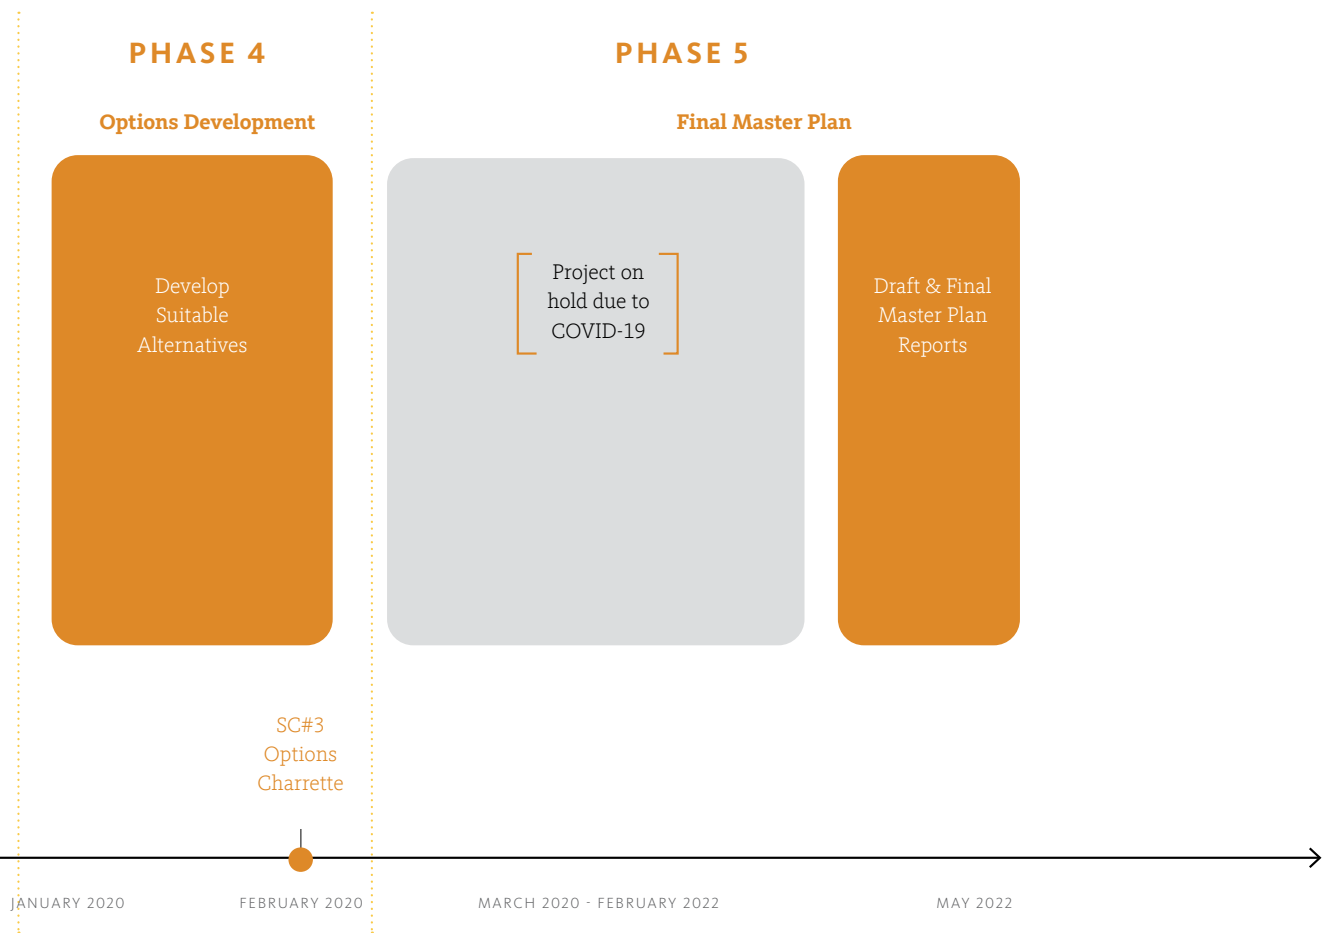 PHASE 4
Options Development
Develop
Suitable
Alternatives
SC#3
Options
Charrette
PHASE 5
Final Master Plan
Project on
hold due to
COVID-19
Draft & Final
Master Plan
Reports
JANUARY 2020
FEBRUARY 2020
MARCH 2020 - FEBRUARY 2022
MAY 2022